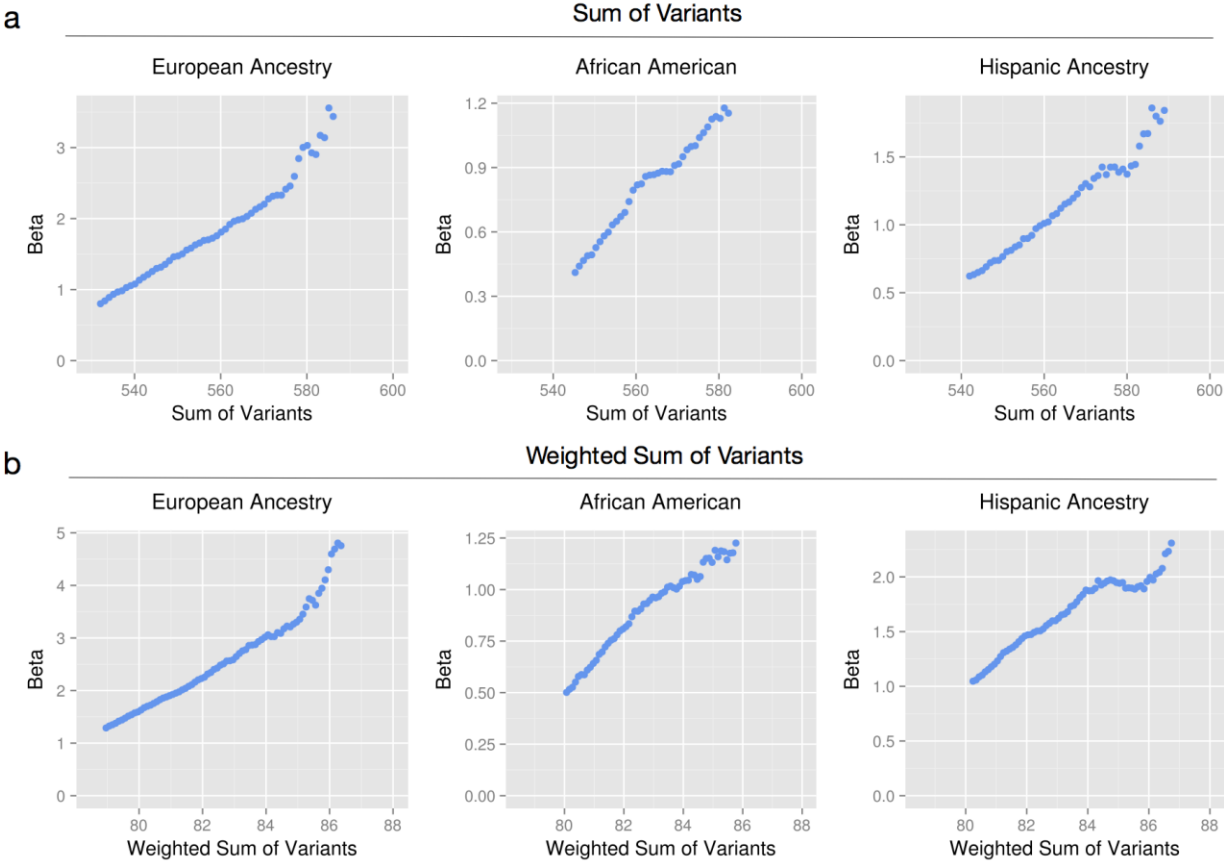 a
Sum of Variants
European Ancestry
African American
Hispanic Ancestry
Beta
3
2
1
0
540
560
580
600
Sum of Variants
Beta
1.2
0.9
0.6
0.3
0.0
540
560
580
600
Sum of Variants
Beta
1.5
1.0
0.5
0.0
540
560
580
600
Sum of Variants
b
Weighted Sum of Variants
European Ancestry
African American
Hispanic Ancestry
Beta
5
4
3
2
1
0
80
82
84
86
88
Weighted Sum of Variants
Beta
1.25
1.00
0.75
0.50
0.25
0.00
80
82
84
86
88
Weighted Sum of Variants
Beta
2.0
1.5
1.0
0.5
0.0
80
82
84
86
88
Weighted Sum of Variants